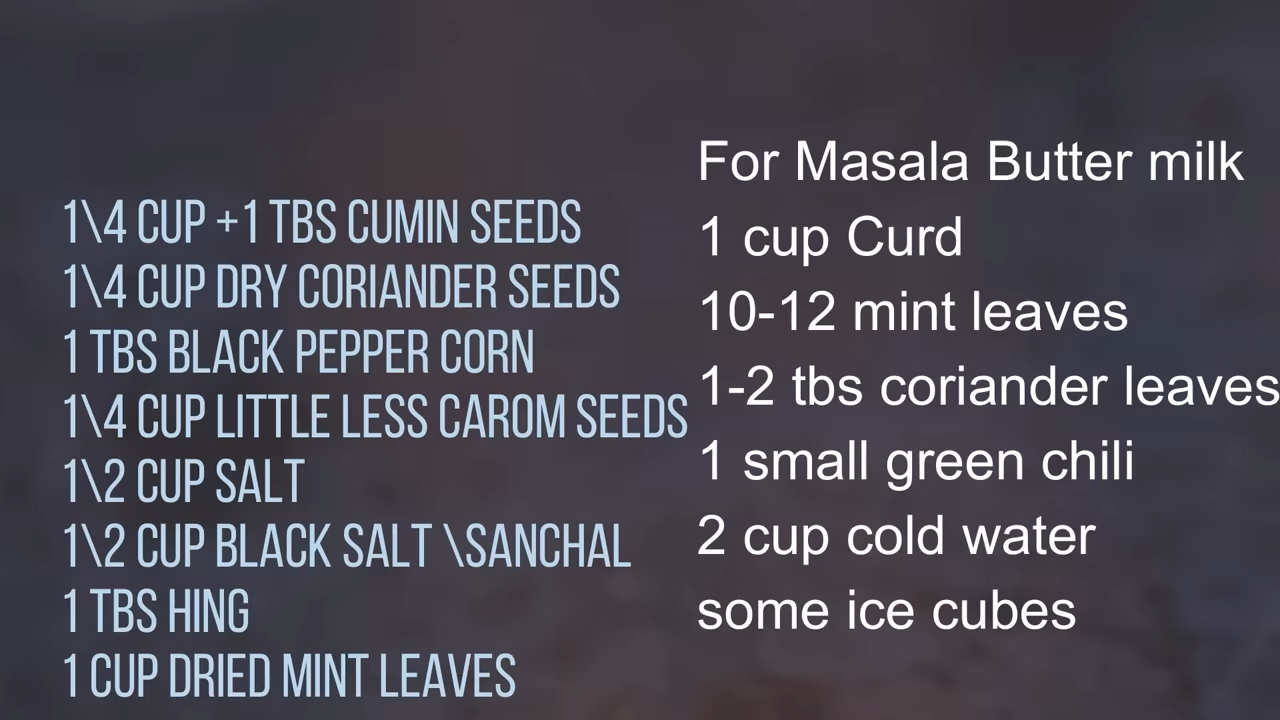 1\4 CUP +1 TBS CUMIN SEEDS
1\4 CUP DRY CORIANDER SEEDS
1 TBS BLACK PEPPER CORN
1\4 CUP LITTLE LESS CAROM SEEDS
1\2 CUP SALT
1\2 CUP BLACK SALT \SANCHAL
1 TBS HING
1 CUP DRIED MINT LEAVES
For Masala Butter milk
1 cup Curd
10-12 mint leaves
1-2 tbs coriander leaves
1 small green chili
2 cup cold water
some ice cubes